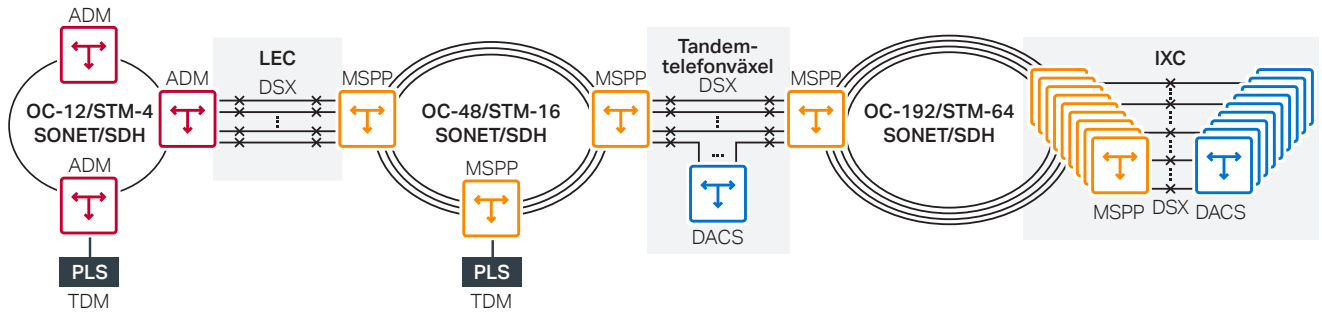 ADM
ADM
OC-12/STM-4
SONET/SDH
ADM
PLS
TDM
LEC
DSX
MSPP
OC-48/STM-16
SONET/SDH
MSPP
PLS
TDM
MSPP
Tandem-
telefonväxel
DSX
DACS
MSPP
OC-192/STM-64
SONET/SDH
IXC
MSPP
DSX
DACS